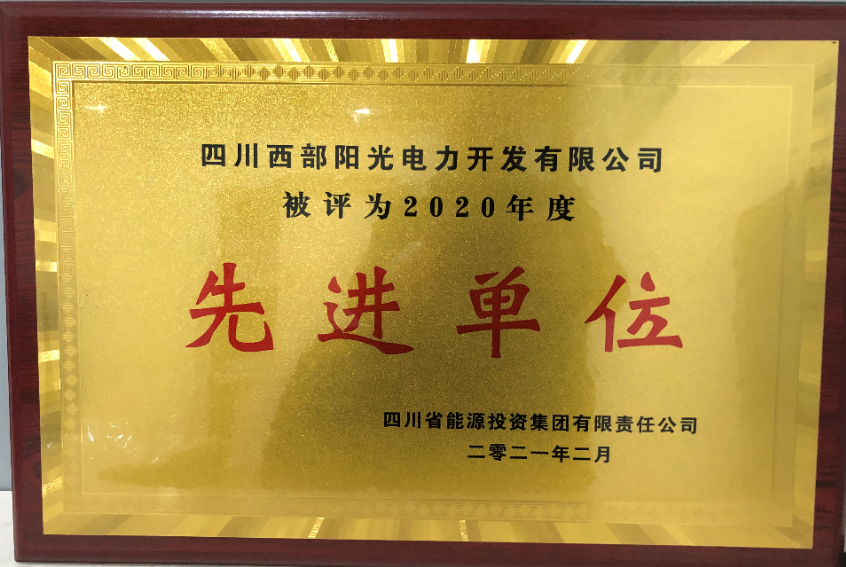 四川西部阳光电力开发有限公司
被评为2020年度
先进单位
四川省能源投资集团有限责任公司
二零二一年二月